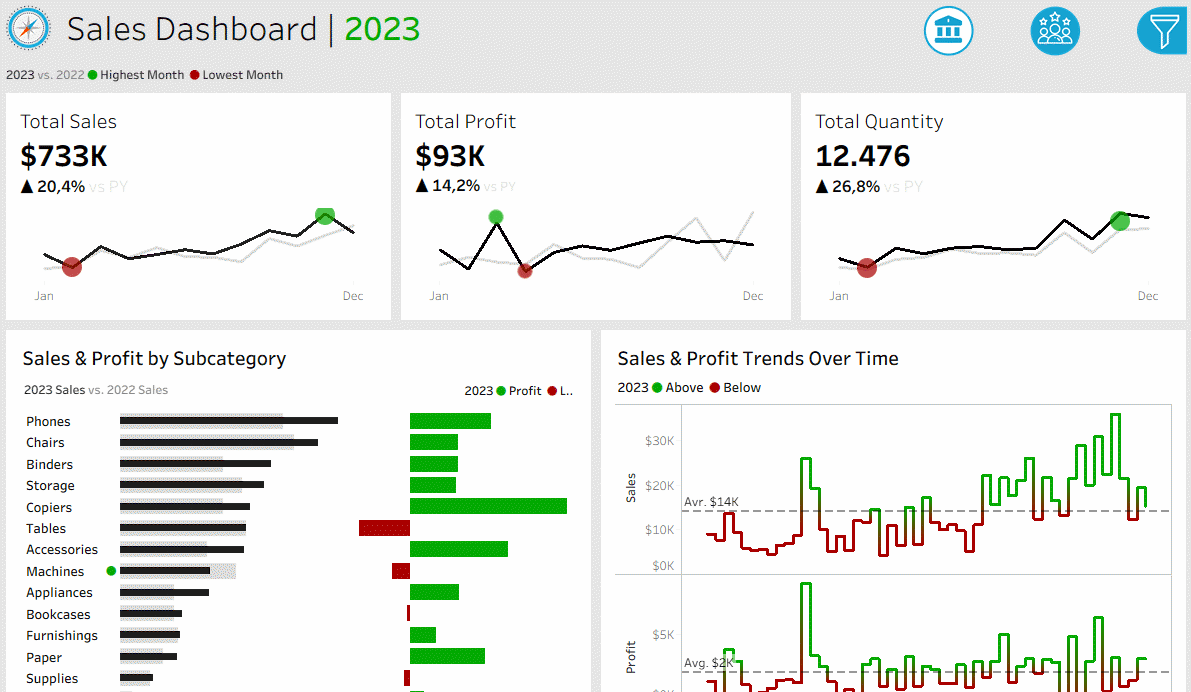 Sales Dashboard | 2023
2023 vs. 2022 Highest Month Lowest Month
Total Sales
$733K
▲ 20,4% vs PY
Jan Dec
Total Profit
$93K
▲ 14,2% vs PY
Jan Dec
Total Quantity
12.476
▲ 26,8% vs PY
Jan Dec
Sales & Profit by Subcategory
2023 Sales vs. 2022 Sales
2023 Profit L..
Phones
Chairs
Binders
Storage
Copiers
Tables
Accessories
Machines
Appliances
Bookcases
Furnishings
Paper
Supplies
Sales & Profit Trends Over Time
2023 Above Below
Sales
$30K
$20K
Avr. $14K
$10K
$0K
Profit
$5K
Avg. $2K